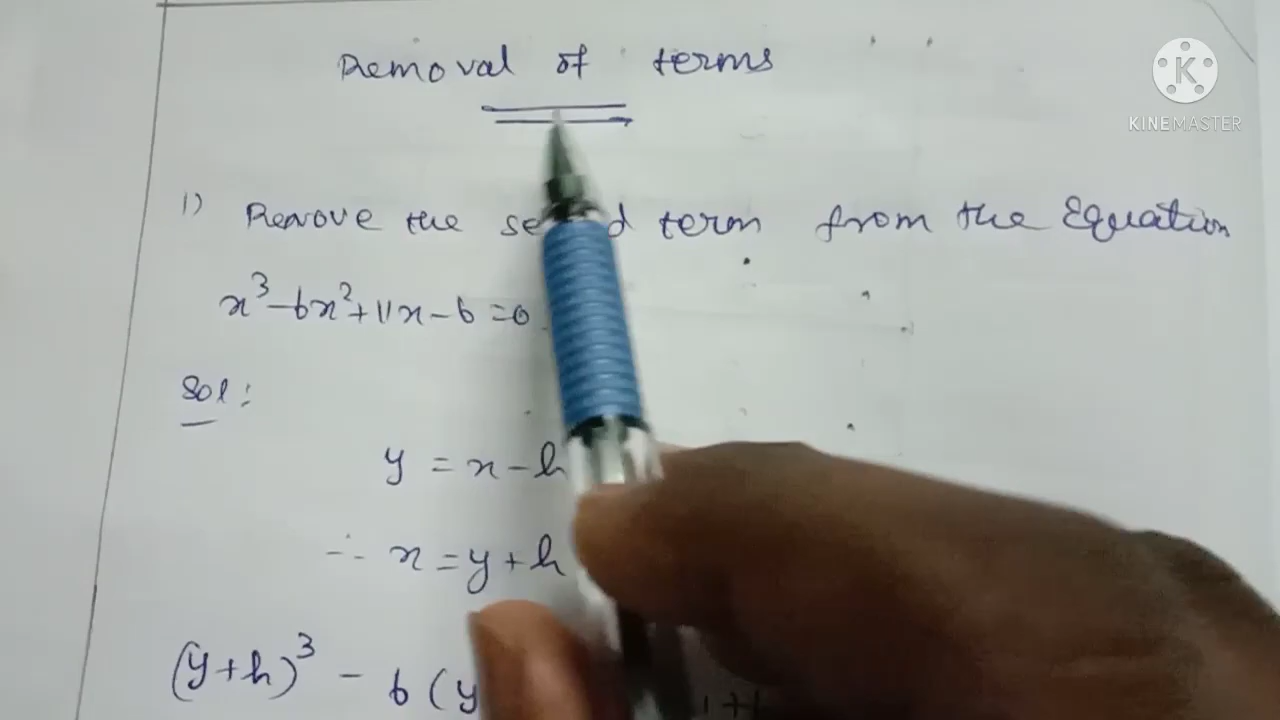 Removal of terms
K
KINEMASTER
1) Remove the term from the Equation
x³-6x²+11x-6=0
Sol:
y = x-h
∴ x=y+h
(y+h)³ - 6(y